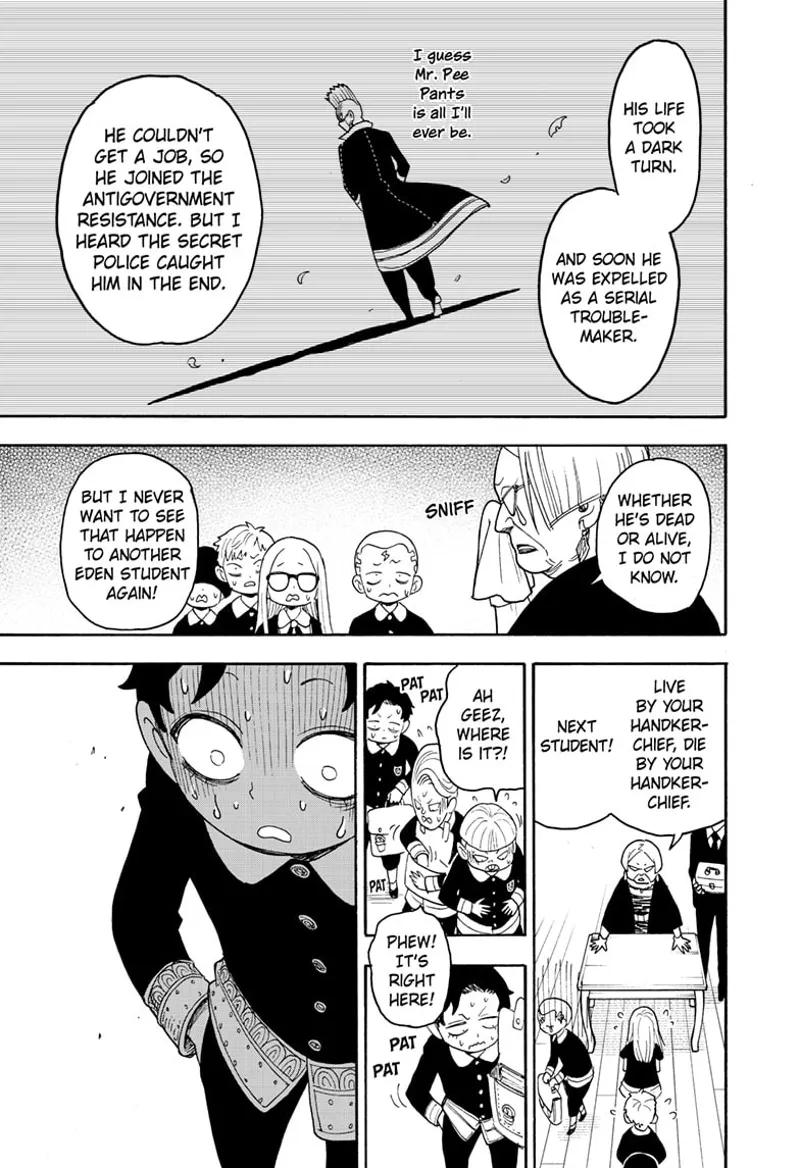 HIS LIFE
TOOK
A DARK
TURN.
AND SOON HE
WAS EXPELLED
AS A SERIAL
TROUBLE-
MAKER.
I guess
Mr. Pee
Pants
is all I'll
ever be.
HE COULDN'T
GET A JOB, SO
HE JOINED THE
ANTIGOVERNMENT
RESISTANCE. BUT I
HEARD THE SECRET
POLICE CAUGHT
HIM IN THE END.
WHETHER
HE'S DEAD
OR ALIVE,
I DO NOT
KNOW.
SNIFF
BUT I NEVER
WANT TO SEE
THAT HAPPEN
TO ANOTHER
EDEN STUDENT
AGAIN!
LIVE
BY YOUR
HANDKER-
CHIEF, DIE
BY YOUR
HANDKER-
CHIEF.
NEXT
STUDENT!
AH
GEEZ,
WHERE
IS IT?!
PAT
PAT
PAT
PHEW!
IT'S
RIGHT
HERE!
PAT
PAT